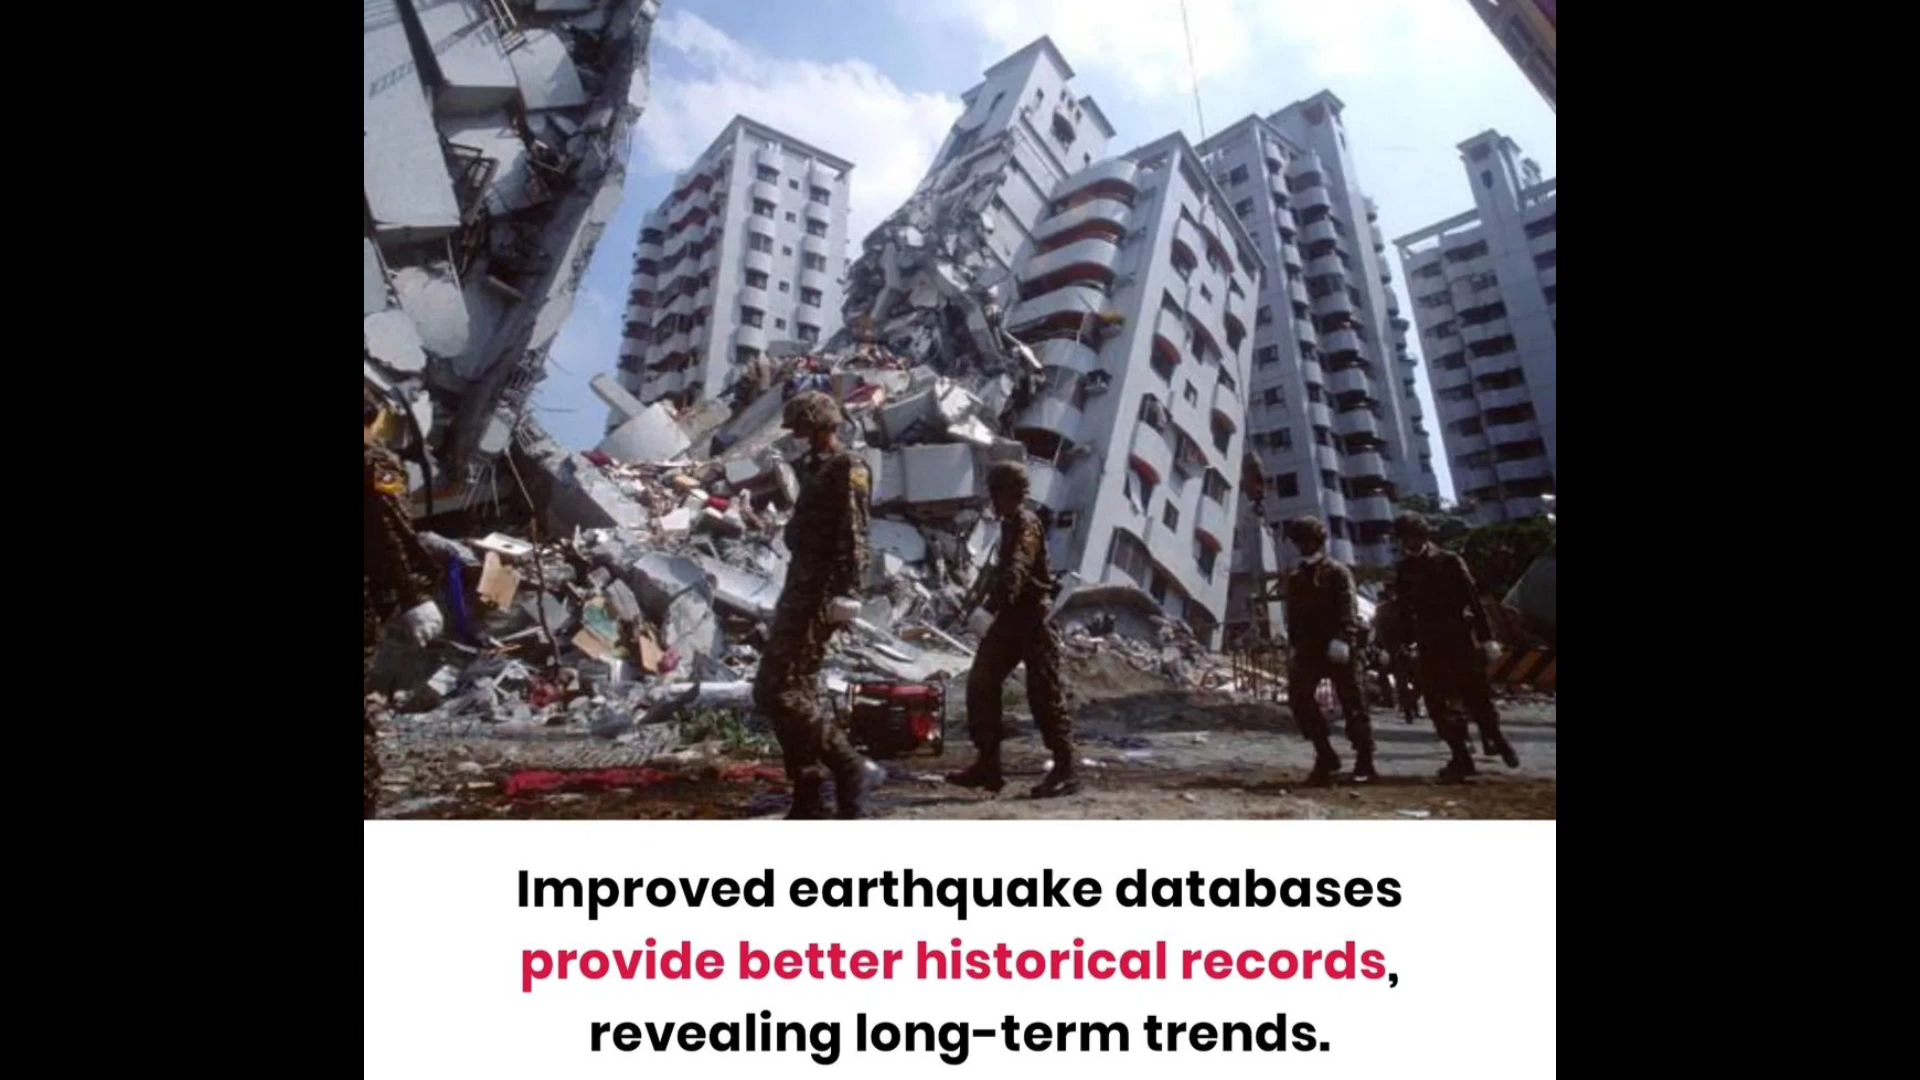 Improved earthquake databases
provide better historical records,
revealing long-term trends.